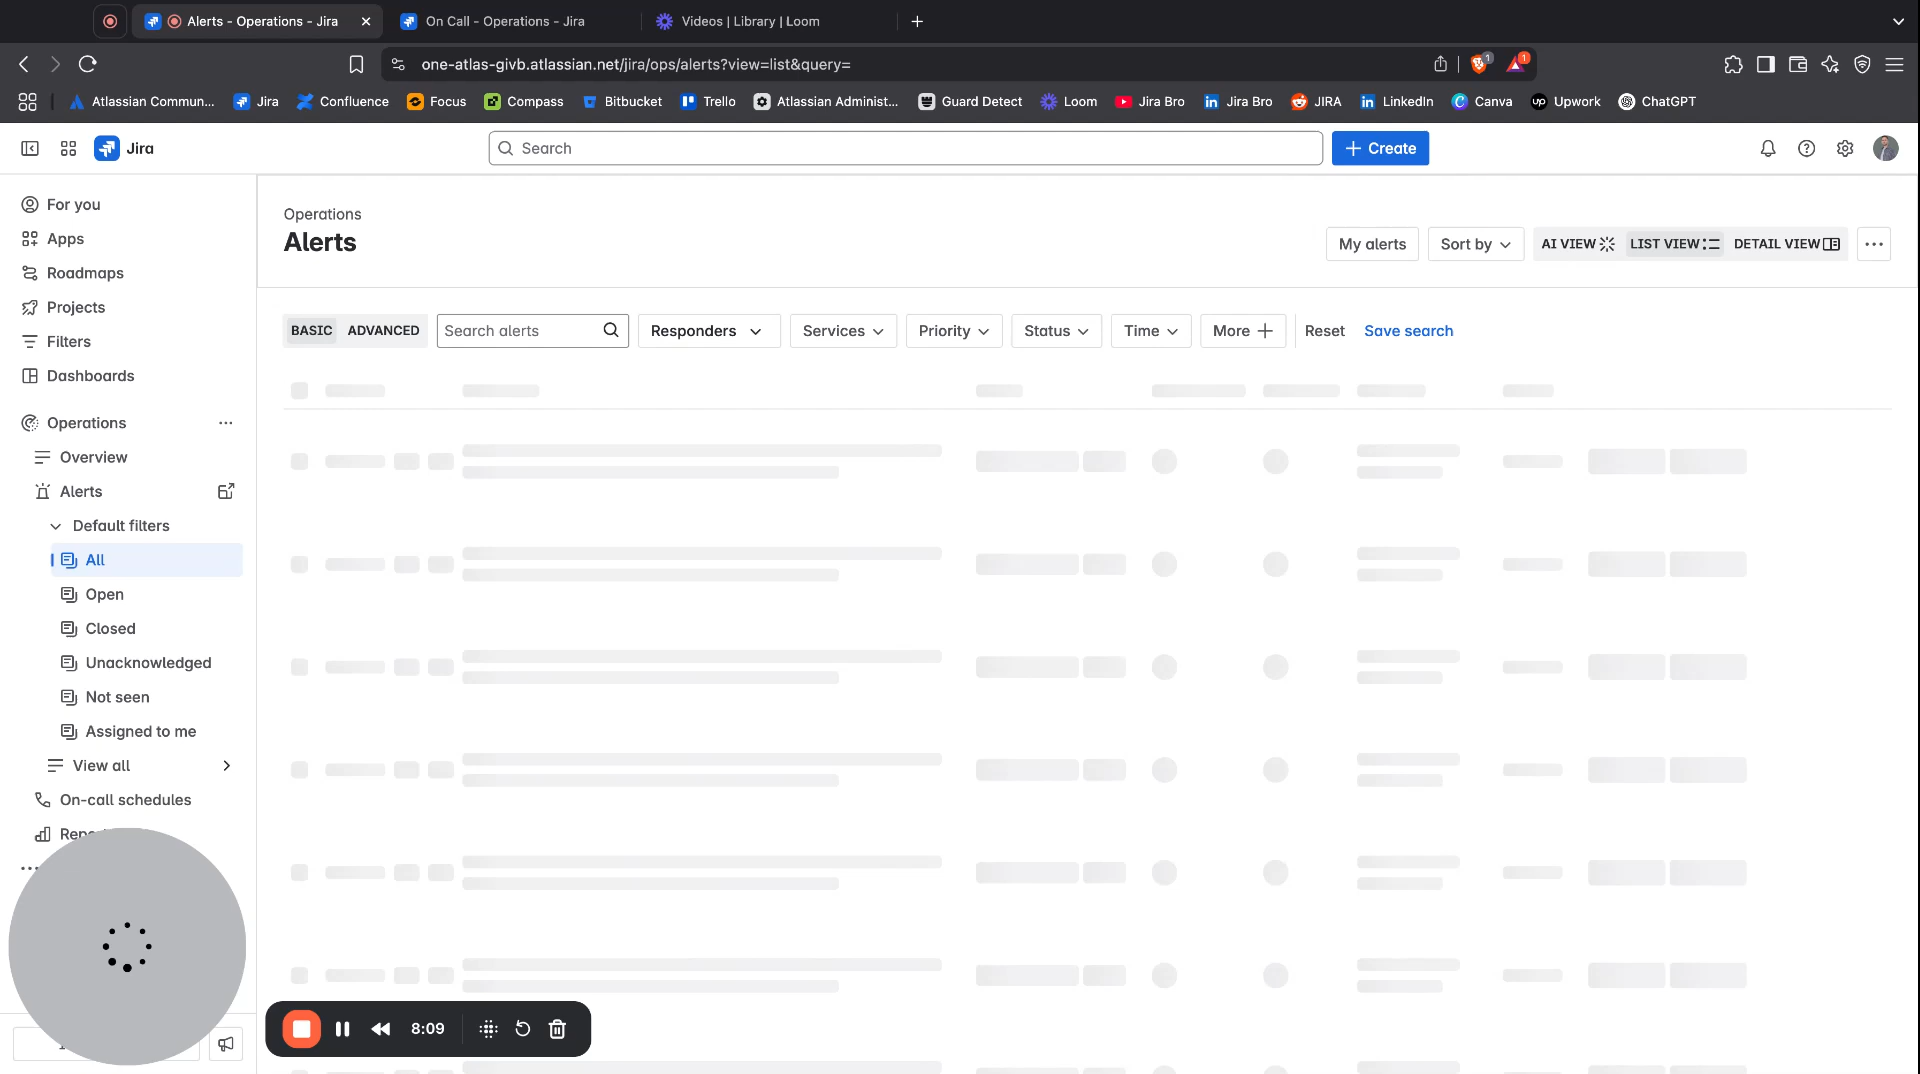 Alerts - Operations - Jira
On Call - Operations - Jira
Videos | Library | Loom
one-atlas-givb.atlassian.net/jira/ops/alerts?view=list&query=
1
1
Atlassian Commun...
Jira
Confluence
Focus
Compass
Bitbucket
Trello
Atlassian Administ...
Guard Detect
Loom
Jira Bro
Jira Bro
JIRA
LinkedIn
Canva
Upwork
ChatGPT
Jira
Search
Create
For you
Apps
Roadmaps
Projects
Filters
Dashboards
Operations
Overview
Alerts
Default filters
All
Open
Closed
Unacknowledged
Not seen
Assigned to me
View all
On-call schedules
Operations
Alerts
My alerts
Sort by
AI VIEW
LIST VIEW
DETAIL VIEW
BASIC
ADVANCED
Search alerts
Responders
Services
Priority
Status
Time
More
Reset
Save search
8:09